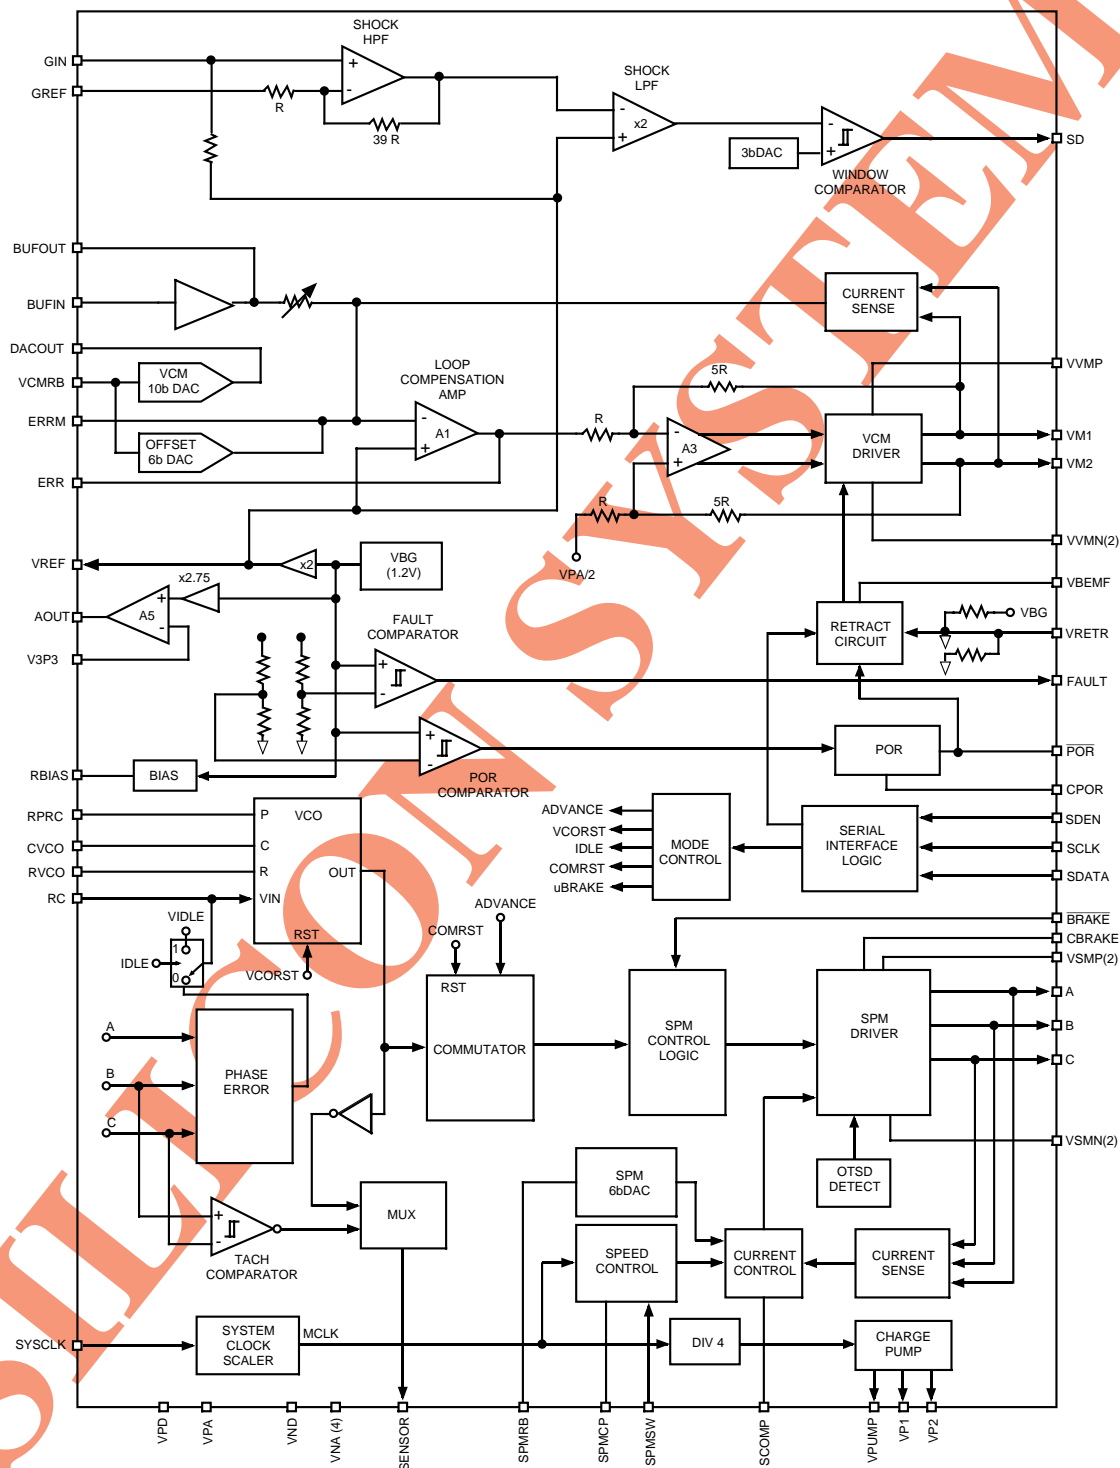 SHOCK
HPF
GIN
GREF
+
-
R
39 R
SHOCK
LPF
-
x2
+
3bDAC
-
+
WINDOW
COMPARATOR
SD
BUFOUT
BUFIN
CURRENT
SENSE
DACOUT
VCMRB
VCM
10b DAC
ERRM
OFFSET
6b DAC
ERR
LOOP
COMPENSATION
AMP
-
A1
+
R
5R
-
A3
+
R
5R
VPA/2
VCM
DRIVER
VVMP
VM1
VM2
VVMN(2)
VREF
x2
VBG
(1.2V)
x2.75
AOUT
A5
+
-
V3P3
FAULT
COMPARATOR
+
-
VBEMF
RETRACT
CIRCUIT
VBG
VRETR
FAULT
+
-
POR
COMPARATOR
POR
POR
CPOR
RBIAS
BIAS
RPRC
CVCO
RVCO
RC
P
VCO
C
R
OUT
VIN
RST
VCORST
ADVANCE
VCORST
IDLE
COMRST
uBRAKE
MODE
CONTROL
SERIAL
INTERFACE
LOGIC
SDEN
SCLK
SDATA
VIDLE
1
IDLE
0
COMRST
ADVANCE
RST
COMMUTATOR
SPM
CONTROL
LOGIC
SPM
DRIVER
BRAKE
CBRAKE
VSMP(2)
A
B
C
VSMN(2)
A
B
C
PHASE
ERROR
OTSD
DETECT
+
-
TACH
COMPARATOR
MUX
SPM
6bDAC
SPEED
CONTROL
CURRENT
CONTROL
CURRENT
SENSE
SYSCLK
SYSTEM
CLOCK
SCALER
MCLK
DIV 4
CHARGE
PUMP
VPD
VPA
VND
VNA (4)
SENSOR
SPMRB
SPMCP
SPMSW
SCOMP
VPUMP
VP1
VP2
SILICON SYSTEM